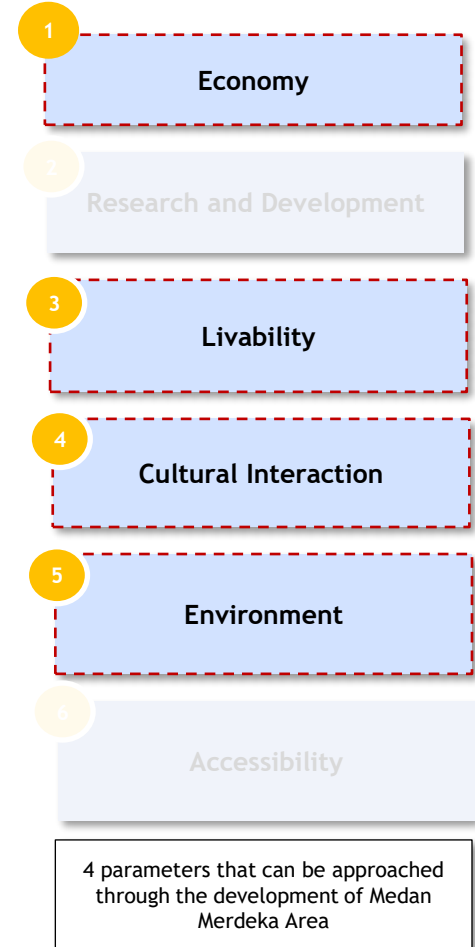 1
Economy
2
Research and Development
3
Livability
4
Cultural Interaction
5
Environment
6
Accessibility
4 parameters that can be approached
through the development of Medan
Merdeka Area